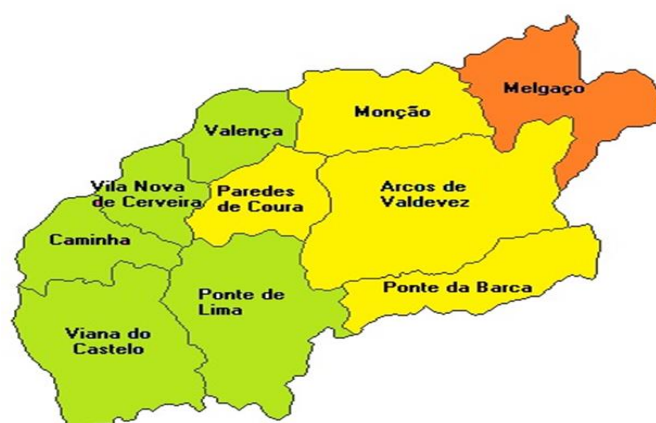 Melgaço
Monção
Valença
Vila Nova
de Cerveira
Paredes
de Coura
Arcos de
Valdevez
Caminha
Ponte da Barca
Ponte de
Lima
Viana do
Castelo